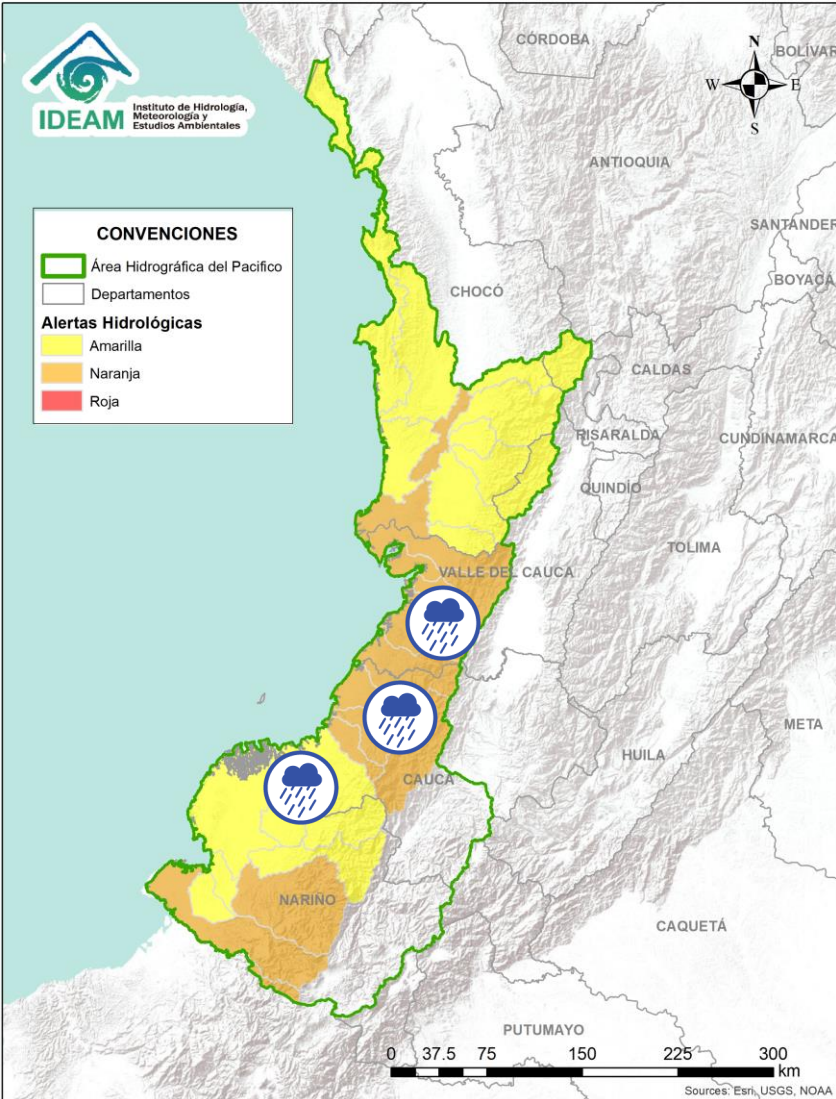 IDEAM
Instituto de Hidrología,
Meteorología y
Estudios Ambientales
N
W E
S
CÓRDOBA
BOLÍVAR
ANTIOQUIA
SANTANDER
BOYACÁ
CHOCÓ
CALDAS
RISARALDA
CUNDINAMARCA
QUINDÍO
TOLIMA
VALLE DEL CAUCA
META
HUILA
CAUCA
NARIÑO
CAQUETÁ
PUTUMAYO
CONVENCIONES
Área Hidrográfica del Pacifico
Departamentos
Alertas Hidrológicas
Amarilla
Naranja
Roja
0 37.5 75 150 225 300
km
Sources: Esri, USGS, NOAA